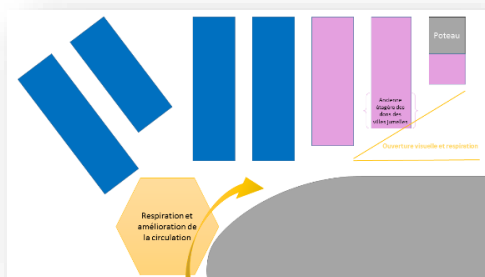 Poteau
Ancienne
étagère des
dons des
villes jumelles
Ouverture visuelle et respiration
Respiration et
amélioration de
la circulation